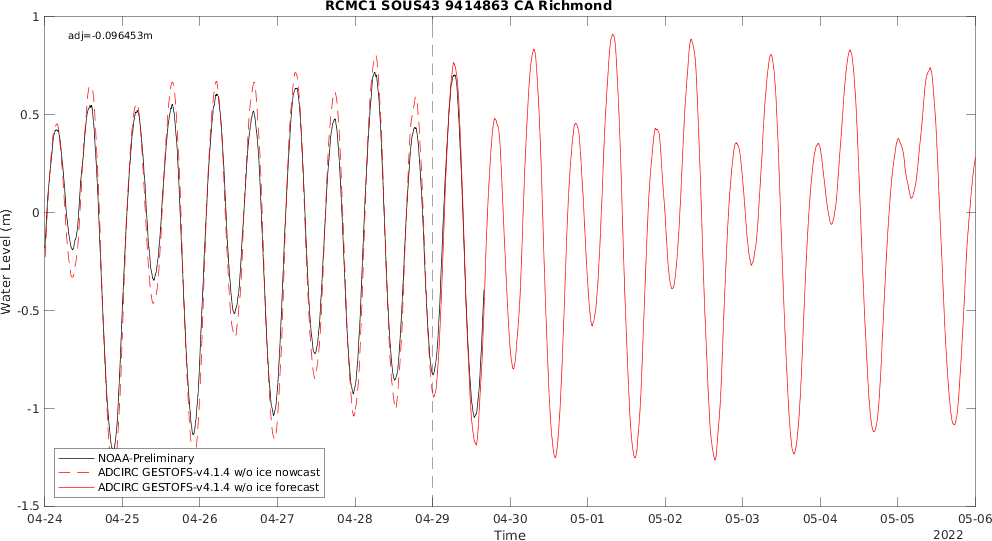 RCMC1 SOUS43 9414863 CA Richmond
adj=-0.096453m
1
0.5
0
-0.5
-1
-1.5
Water Level (m)
NOAA-Preliminary
ADCIRC GESTOFS-v4.1.4 w/o ice nowcast
ADCIRC GESTOFS-v4.1.4 w/o ice forecast
04-24 04-25 04-26 04-27 04-28 04-29 04-30 05-01 05-02 05-03 05-04 05-05 05-06
Time
2022